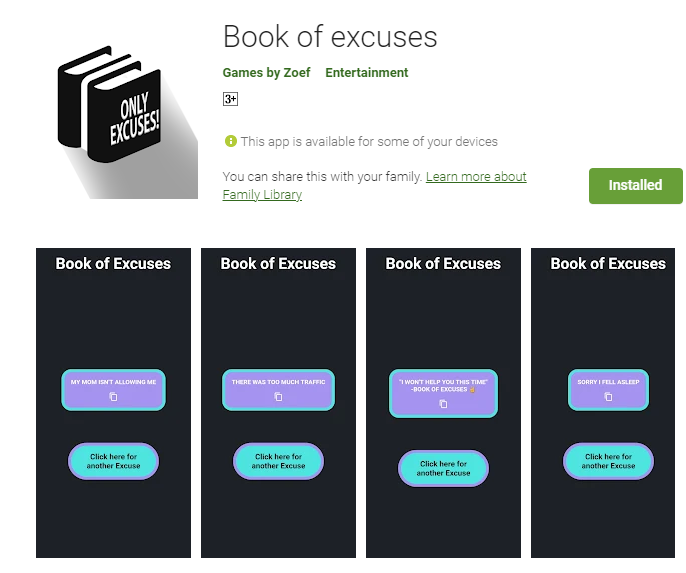 Book of excuses
Games by Zoef Entertainment
3+
This app is available for some of your devices
You can share this with your family. Learn more about
Family Library
Installed
ONLY
EXCUSES!
Book of Excuses
MY MOM ISN'T ALLOWING ME
Click here for
another Excuse
Book of Excuses
THERE WAS TOO MUCH TRAFFIC
Click here for
another Excuse
Book of Excuses
"I WON'T HELP YOU THIS TIME"
-BOOK OF EXCUSES
Click here for
another Excuse
Book of Excuses
SORRY I FELL ASLEEP
Click here for
another Excuse